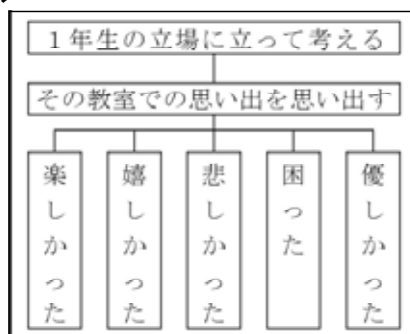 1年生の立場に立って考える
その教室での思い出を思い出す
楽しかった
嬉しかった
悲しかった
困った
優しかった